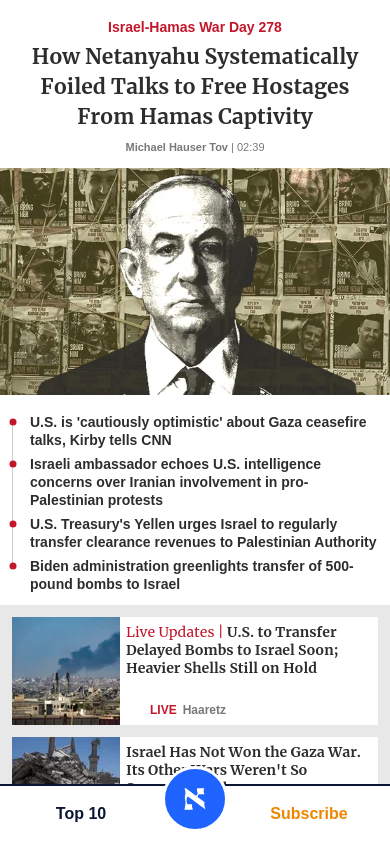 Israel-Hamas War Day 278
How Netanyahu Systematically
Foiled Talks to Free Hostages
From Hamas Captivity
Michael Hauser Tov | 02:39
U.S. is 'cautiously optimistic' about Gaza ceasefire
talks, Kirby tells CNN
Israeli ambassador echoes U.S. intelligence
concerns over Iranian involvement in pro-
Palestinian protests
U.S. Treasury's Yellen urges Israel to regularly
transfer clearance revenues to Palestinian Authority
Biden administration greenlights transfer of 500-
pound bombs to Israel
Live Updates | U.S. to Transfer
Delayed Bombs to Israel Soon;
Heavier Shells Still on Hold
LIVE Haaretz
Israel Has Not Won the Gaza War.
Its Other Wars Weren't So
Top 10
Subscribe